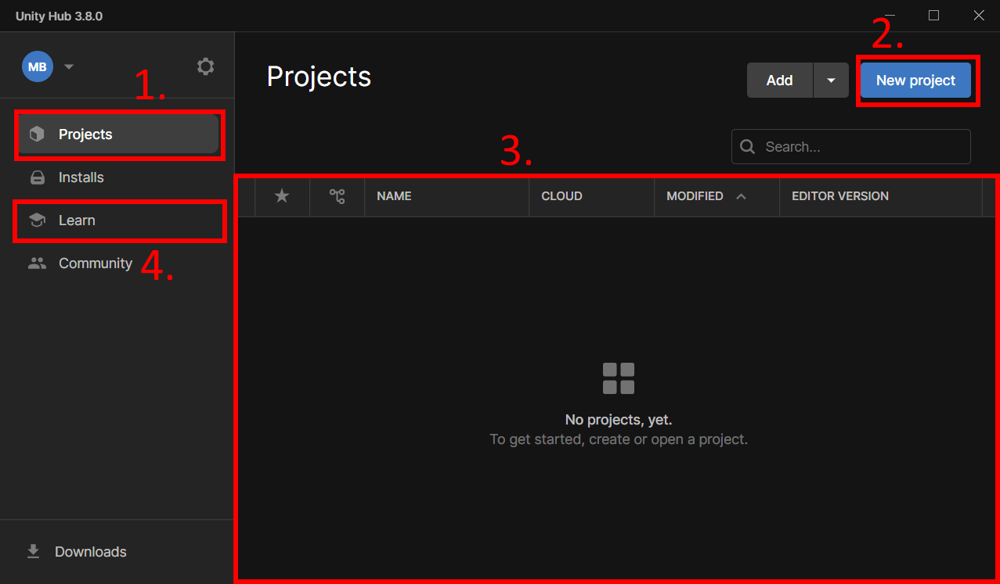 Unity Hub 3.8.0
2.
MB
1.
Projects
Add
New project
Projects
Installs
Learn
Community
4.
Downloads
Search...
3.
NAME
CLOUD
MODIFIED
EDITOR VERSION
No projects, yet.
To get started, create or open a project.